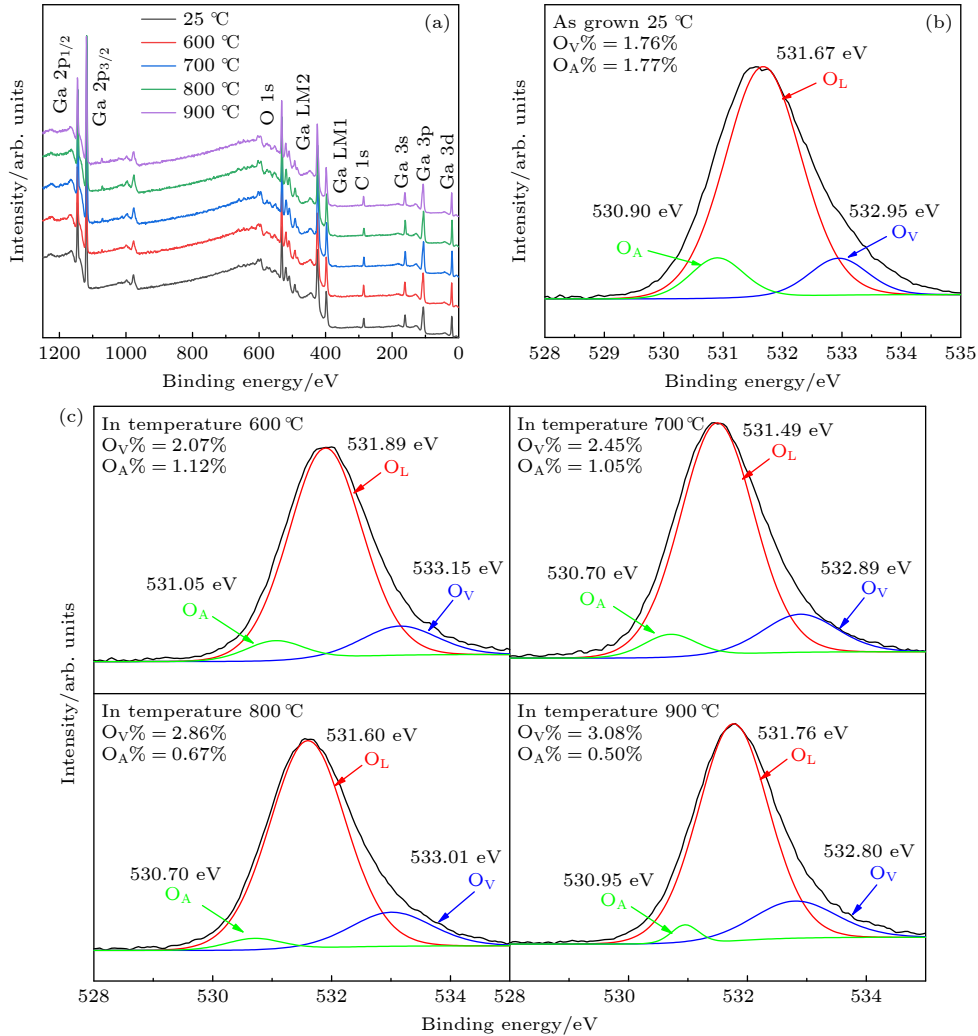 (a)
25 ℃
600 ℃
700 ℃
800 ℃
900 ℃
Ga 2p1/2
Ga 2p3/2
O 1s
Ga LM2
Ga LM1
C 1s
Ga 3s
Ga 3p
Ga 3d
Intensity/arb. units
1200 1000 800 600 400 200 0
Binding energy/eV
(b)
As grown 25 ℃
OV% = 1.76%
OA% = 1.77%
531.67 eV
OL
530.90 eV
532.95 eV
OA
OV
Intensity/arb. units
528 529 530 531 532 533 534 535
Binding energy/eV
(c)
In temperature 600 ℃
OV% = 2.07%
OA% = 1.12%
531.89 eV
OL
533.15 eV
531.05 eV
OV
OA
In temperature 700 ℃
OV% = 2.45%
OA% = 1.05%
531.49 eV
OL
530.70 eV
532.89 eV
OA
OV
In temperature 800 ℃
OV% = 2.86%
OA% = 0.67%
531.60 eV
OL
530.70 eV
533.01 eV
OA
OV
In temperature 900 ℃
OV% = 3.08%
OA% = 0.50%
531.76 eV
OL
532.80 eV
530.95 eV
OV
OA
Intensity/arb. units
528 530 532 534 528 530 532 534
Binding energy/eV